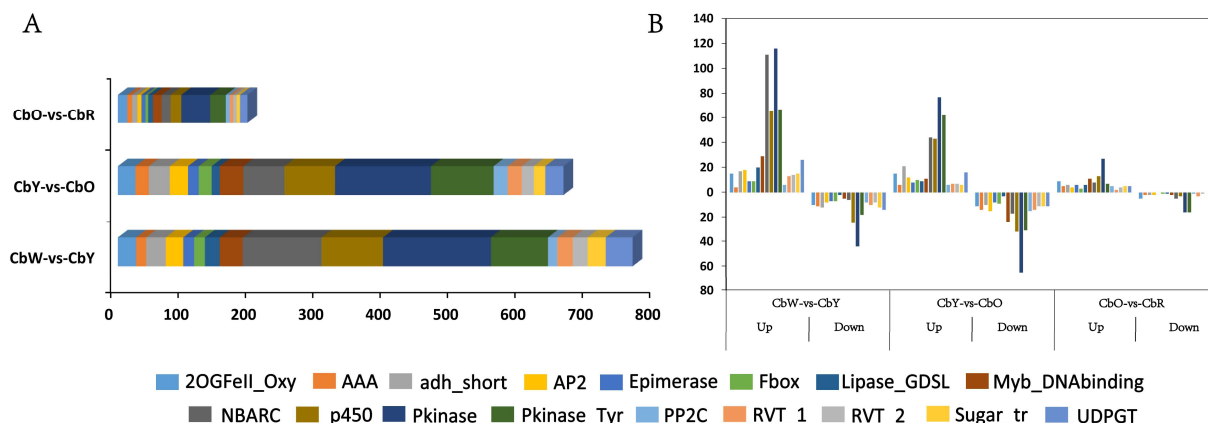 A
CbO-vs-CbR
CbY-vs-CbO
CbW-vs-CbY
0 100 200 300 400 500 600 700 800
B
140
120
100
80
60
40
20
0
20
40
60
80
CbW-vs-CbY CbY-vs-CbO CbO-vs-CbR
Up Down Up Down Up Down
2OGFeII_Oxy AAA adh_short AP2 Epimerase Fbox Lipase_GDSL Myb_DNAbinding
NBARC p450 Pkinase Pkinase_Tyr PP2C RVT_1 RVT_2 Sugar_tr UDPGT